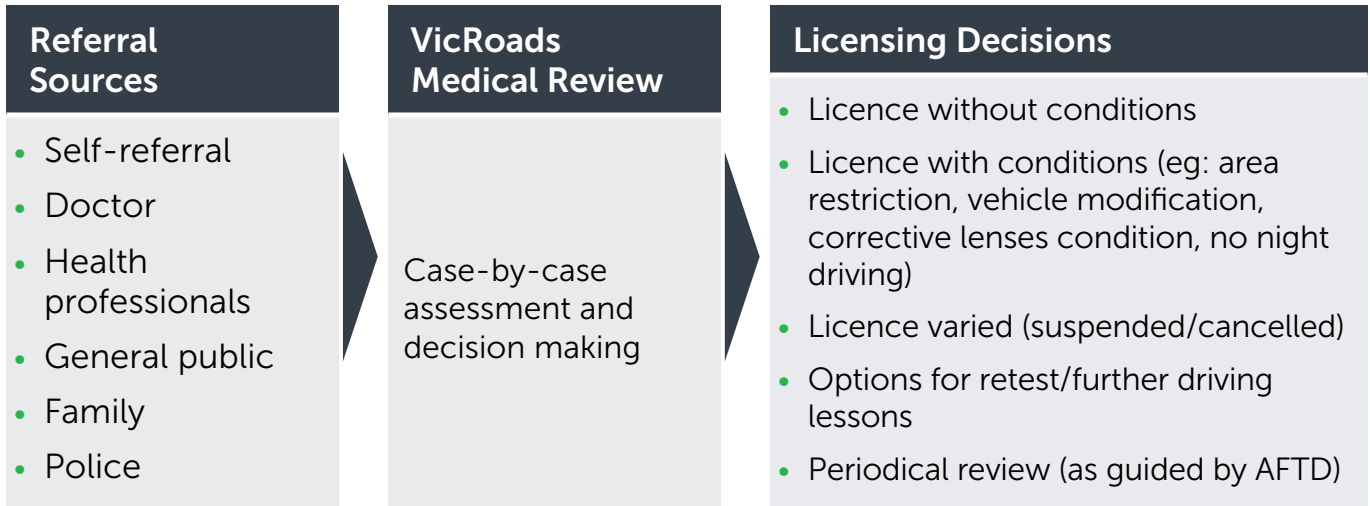 Referral
Sources
• Self-referral
• Doctor
• Health
professionals
• General public
• Family
• Police
VicRoads
Medical Review
Case-by-case
assessment and
decision making
Licensing Decisions
• Licence without conditions
• Licence with conditions (eg: area
restriction, vehicle modification,
corrective lenses condition, no night
driving)
• Licence varied (suspended/cancelled)
• Options for retest/further driving
lessons
• Periodical review (as guided by AFTD)